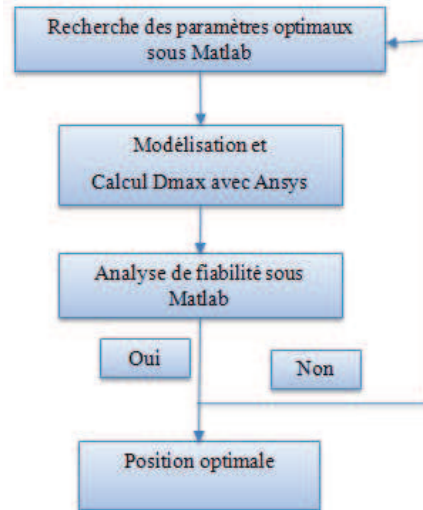 Recherche des paramètres optimaux
sous Matlab
Modélisation et
Calcul Dmax avec Ansys
Analyse de fiabilité sous
Matlab
Oui
Non
Position optimale